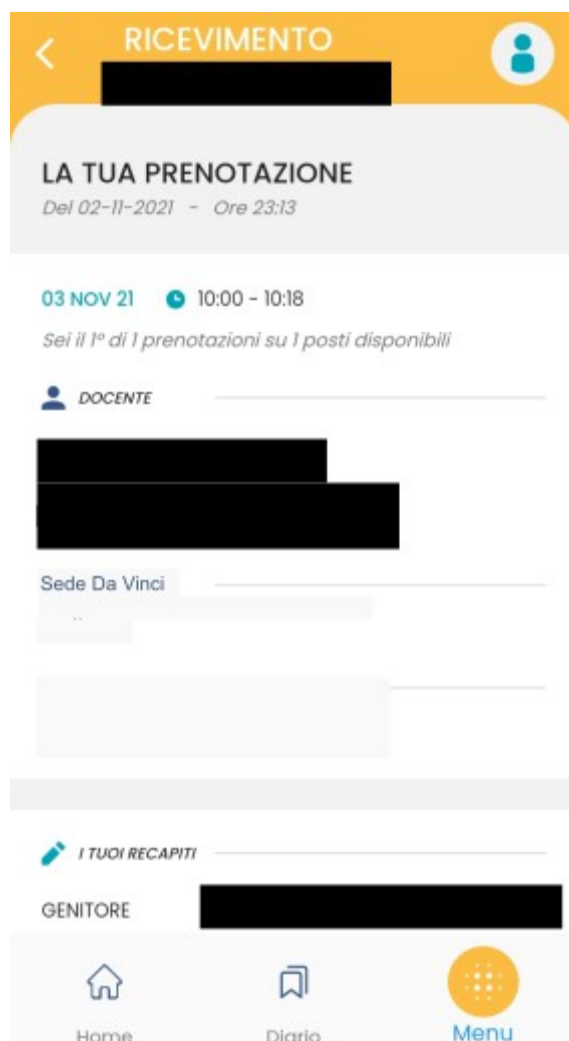 RICEVIMENTO
LA TUA PRENOTAZIONE
Del 02-11-2021 - Ore 23:13
03 NOV 21 10:00 - 10:18
Sei il 1° di 1 prenotazioni su 1 posti disponibili
DOCENTE
Sede Da Vinci
I TUOI RECAPITI
GENITORE
Home Diario Menu